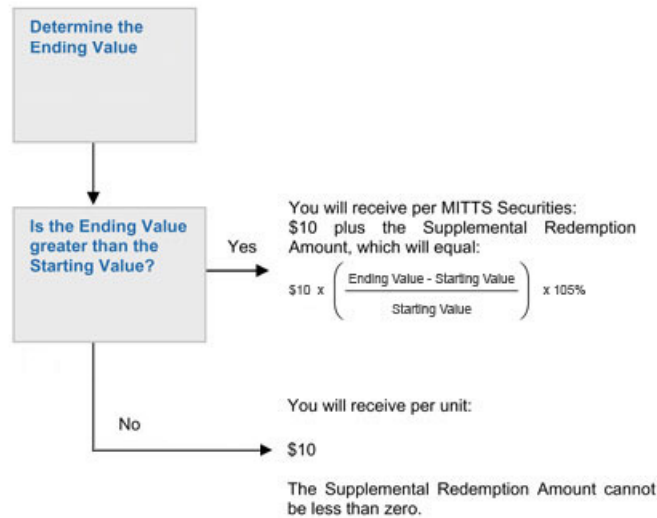 Determine the
Ending Value
Is the Ending Value
greater than the
Starting Value?
Yes
You will receive per MITTS Securities:
$10 plus the Supplemental Redemption
Amount, which will equal:
$10 x ( Ending Value - Starting Value
Starting Value ) x 105%
No
You will receive per unit:
$10
The Supplemental Redemption Amount cannot
be less than zero.